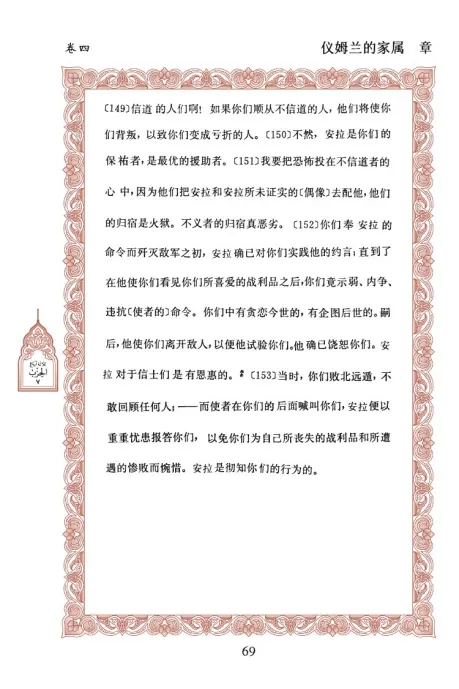 卷四
仪姆兰的家属 章
〔149〕信道的人们啊！如果你们顺从不信道的人，他们将使你
们背叛，以致你们变成亏折的人。〔150〕不然，安拉是你们的
保祐者，是最优的援助者。〔151〕我要把恐怖投在不信道者的
心中，因为他们把安拉和安拉所未证实的〔偶像〕去配他，他们
的归宿是火狱。不义者的归宿真恶劣。〔152〕你们奉安拉的
命令而歼灭敌军之初，安拉确已对你们实践他的约言；直到了
在他使你们看见你们所喜爱的战利品之后，你们竟示弱、内争、
违抗〔使者的〕命令。你们中有贪恋今世的，有企图后世的。嗣
后，他使你们离开敌人，以便他试验你们。他确已饶恕你们。安
拉对于信士们是有恩惠的。〔153〕当时，你们败北远遁，不
敢回顾任何人；——而使者在你们的后面喊叫你们，安拉便以
重重忧患报答你们，以免你们为自己所丧失的战利品和所遭
遇的惨败而惋惜。安拉是彻知你们的行为的。
الحزب
٧
69